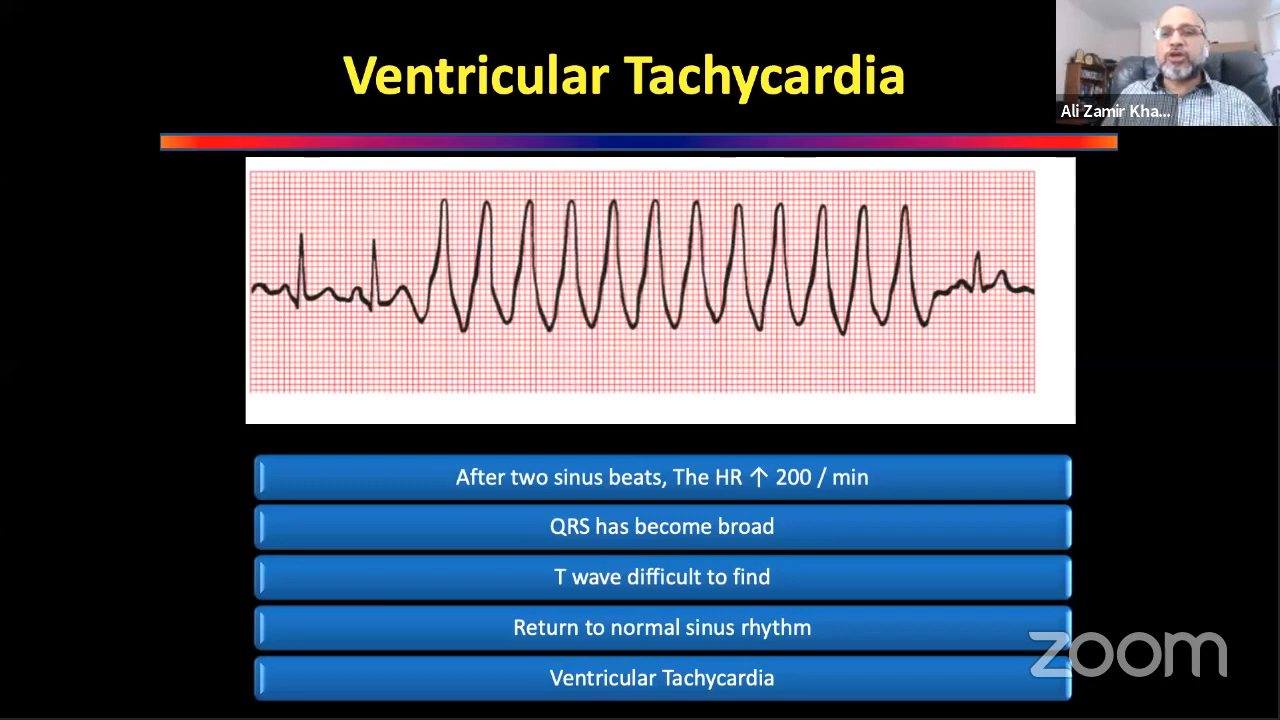 Ventricular Tachycardia
Ali Zamir Kha...
After two sinus beats, The HR ↑ 200 / min
QRS has become broad
T wave difficult to find
Return to normal sinus rhythm
Ventricular Tachycardia
zoom